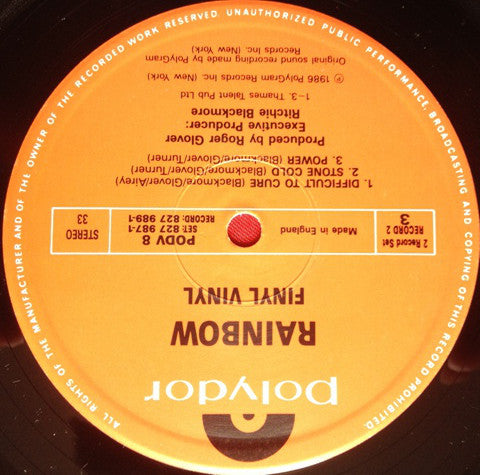 polydor
RAINBOW
FINYL VINYL
2 Record Set
3
RECORD 2
Made in England
PODV 8
SET: 827 987-1
RECORD: 827 989-1
STEREO
33
1. DIFFICULT TO CURE (Blackmore/Glover/Airey)
2. STONE COLD (Blackmore/Glover/Turner)
3. POWER (Blackmore/Glover/Turner)
Produced by Roger Glover
Executive Producer:
Ritchie Blackmore
1–3. Thames Talent Pub Ltd
℗ 1986 PolyGram Records Inc. (New York)
Original sound recording made by PolyGram
Records Inc. (New York)
ALL RIGHTS OF THE MANUFACTURER AND OF THE OWNER OF THE RECORDED WORK RESERVED. UNAUTHORIZED PUBLIC PERFORMANCE, BROADCASTING AND COPYING OF THIS RECORD PROHIBITED.